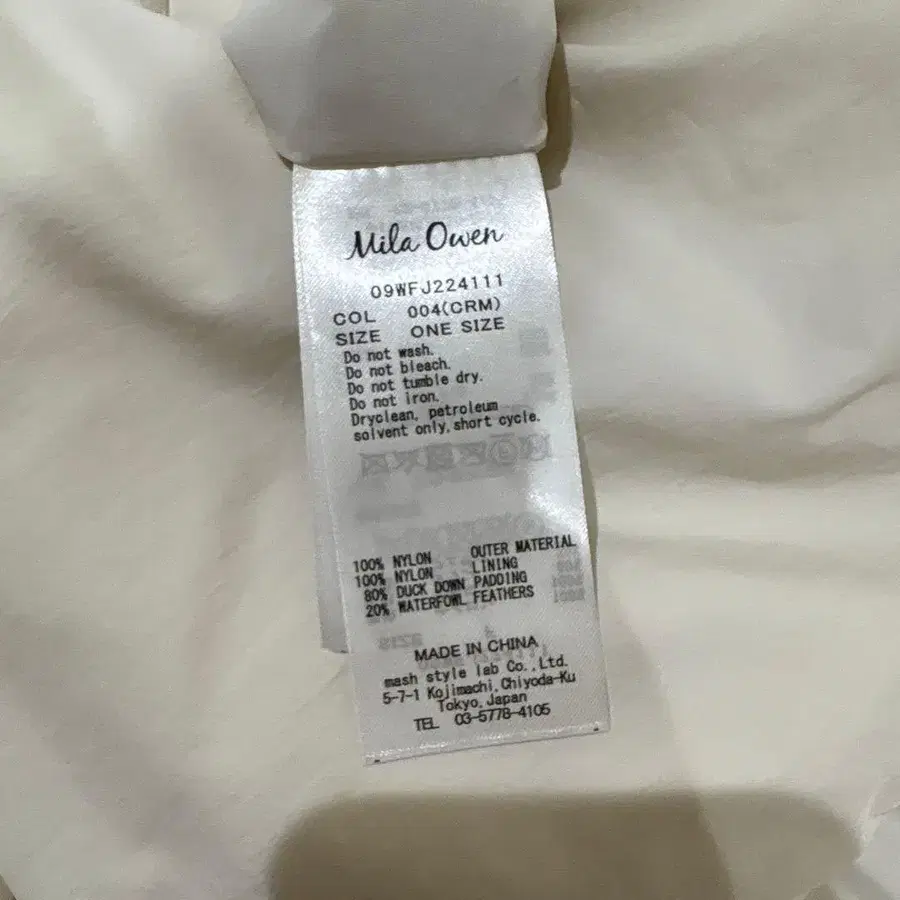 Mila Owen
09WFJ224111
COL 004(CRM)
SIZE ONE SIZE
Do not wash.
Do not bleach.
Do not tumble dry.
Do not iron.
Dryclean, petroleum
solvent only, short cycle.
100% NYLON OUTER MATERIAL
100% NYLON LINING
80% DUCK DOWN PADDING
20% WATERFOWL FEATHERS
MADE IN CHINA
mash style lab Co.,Ltd.
5-7-1 Kojimachi,Chiyoda-Ku
Tokyo,Japan
TEL 03-5778-4105